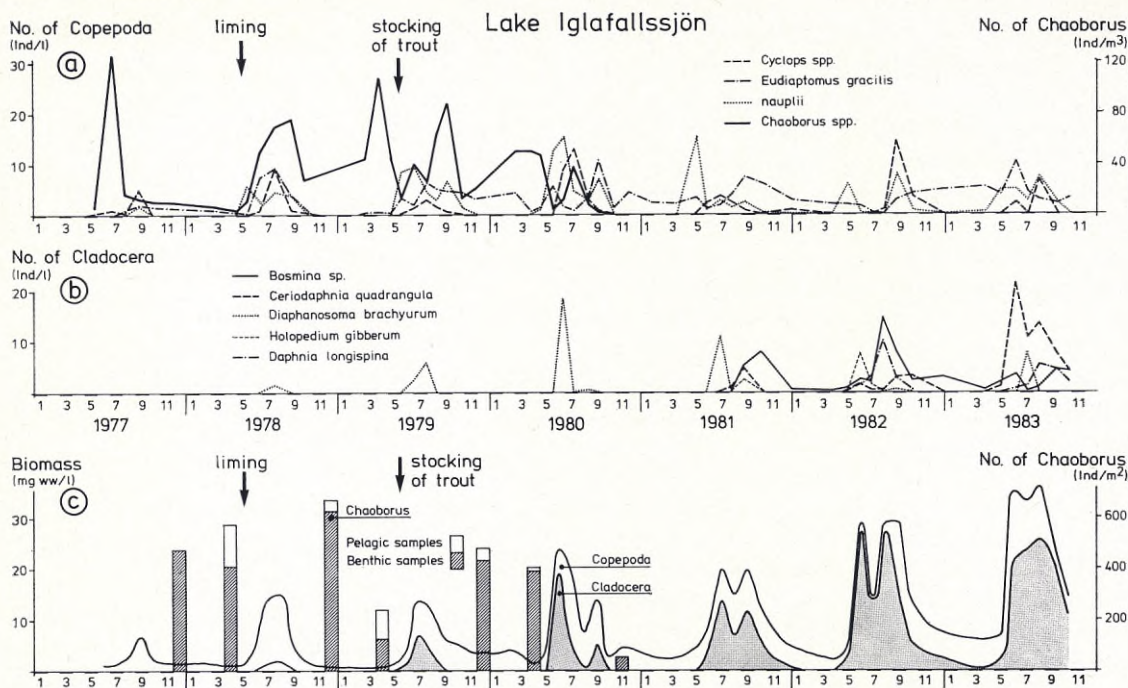 Lake Iglafallssjön
No. of Copepoda
(Ind/l)
liming
stocking
of trout
No. of Chaoborus
(Ind/m³)
a
30
20
10
120
80
40
Cyclops spp.
Eudiaptomus gracilis
nauplii
Chaoborus spp.
1 3 5 7 9 11 1 3 5 7 9 11 1 3 5 7 9 11 1 3 5 7 9 11 1 3 5 7 9 11 1 3 5 7 9 11 1 3 5 7 9 11
No. of Cladocera
(Ind/l)
b
20
10
Bosmina sp.
Ceriodaphnia quadrangula
Diaphanosoma brachyurum
Holopedium gibberum
Daphnia longispina
1 3 5 7 9 11 1 3 5 7 9 11 1 3 5 7 9 11 1 3 5 7 9 11 1 3 5 7 9 11 1 3 5 7 9 11 1 3 5 7 9 11
1977 1978 1979 1980 1981 1982 1983
Biomass
(mg ww/l)
liming
stocking
of trout
No. of Chaoborus
(Ind/m²)
c
30
20
10
600
400
200
Chaoborus
Pelagic samples
Benthic samples
Copepoda
Cladocera
1 3 5 7 9 11 1 3 5 7 9 11 1 3 5 7 9 11 1 3 5 7 9 11 1 3 5 7 9 11 1 3 5 7 9 11 1 3 5 7 9 11